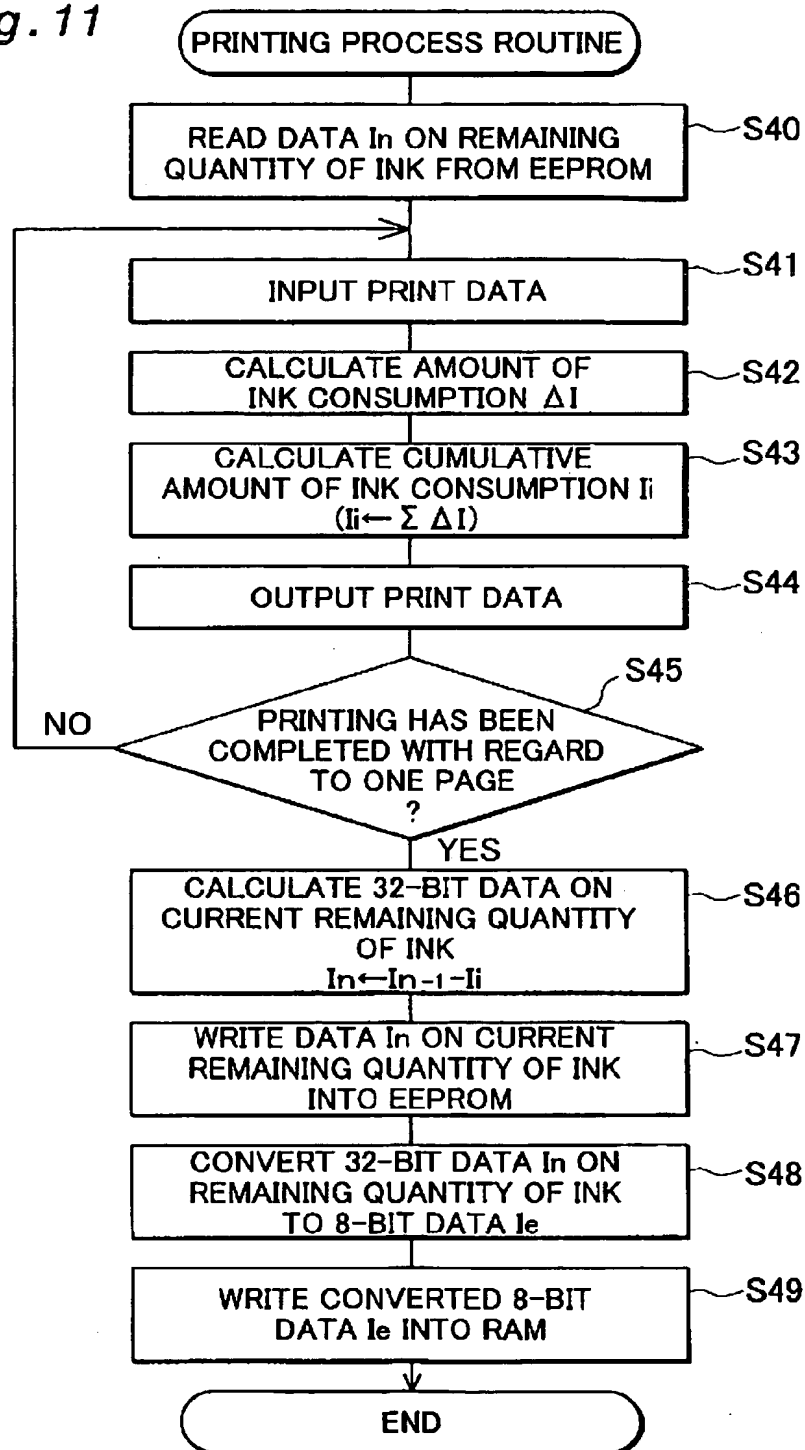 g.11
PRINTING PROCESS ROUTINE
READ DATA In ON REMAINING
QUANTITY OF INK FROM EEPROM
S40
INPUT PRINT DATA
S41
CALCULATE AMOUNT OF
INK CONSUMPTION ΔI
S42
CALCULATE CUMULATIVE
AMOUNT OF INK CONSUMPTION Ii
(Ii← Σ ΔI)
S43
OUTPUT PRINT DATA
S44
S45
NO
PRINTING HAS BEEN
COMPLETED WITH REGARD
TO ONE PAGE
?
YES
CALCULATE 32-BIT DATA ON
CURRENT REMAINING QUANTITY
OF INK
In←In-1-Ii
S46
WRITE DATA In ON CURRENT
REMAINING QUANTITY OF INK
INTO EEPROM
S47
CONVERT 32-BIT DATA In ON
REMAINING QUANTITY OF INK
TO 8-BIT DATA Ie
S48
WRITE CONVERTED 8-BIT
DATA Ie INTO RAM
S49
END